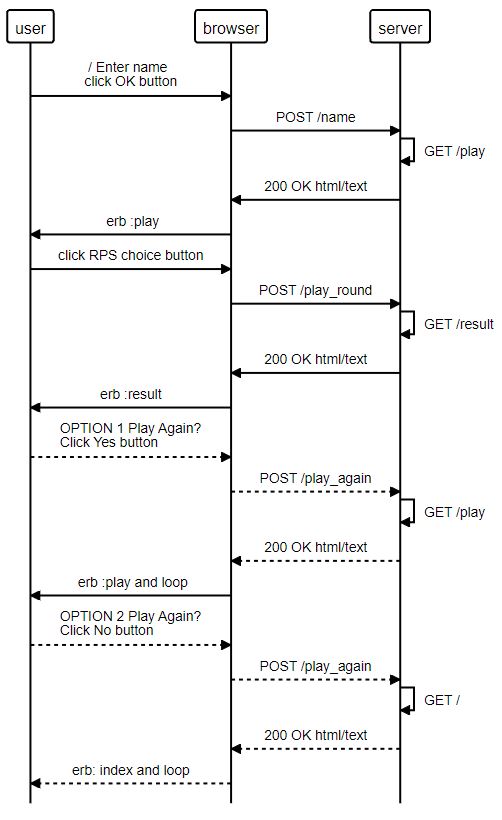 user
browser
server
/ Enter name
click OK button
POST /name
GET /play
200 OK html/text
erb :play
click RPS choice button
POST /play_round
GET /result
200 OK html/text
erb :result
OPTION 1 Play Again?
Click Yes button
POST /play_again
GET /play
200 OK html/text
erb :play and loop
OPTION 2 Play Again?
Click No button
POST /play_again
GET /
200 OK html/text
erb: index and loop